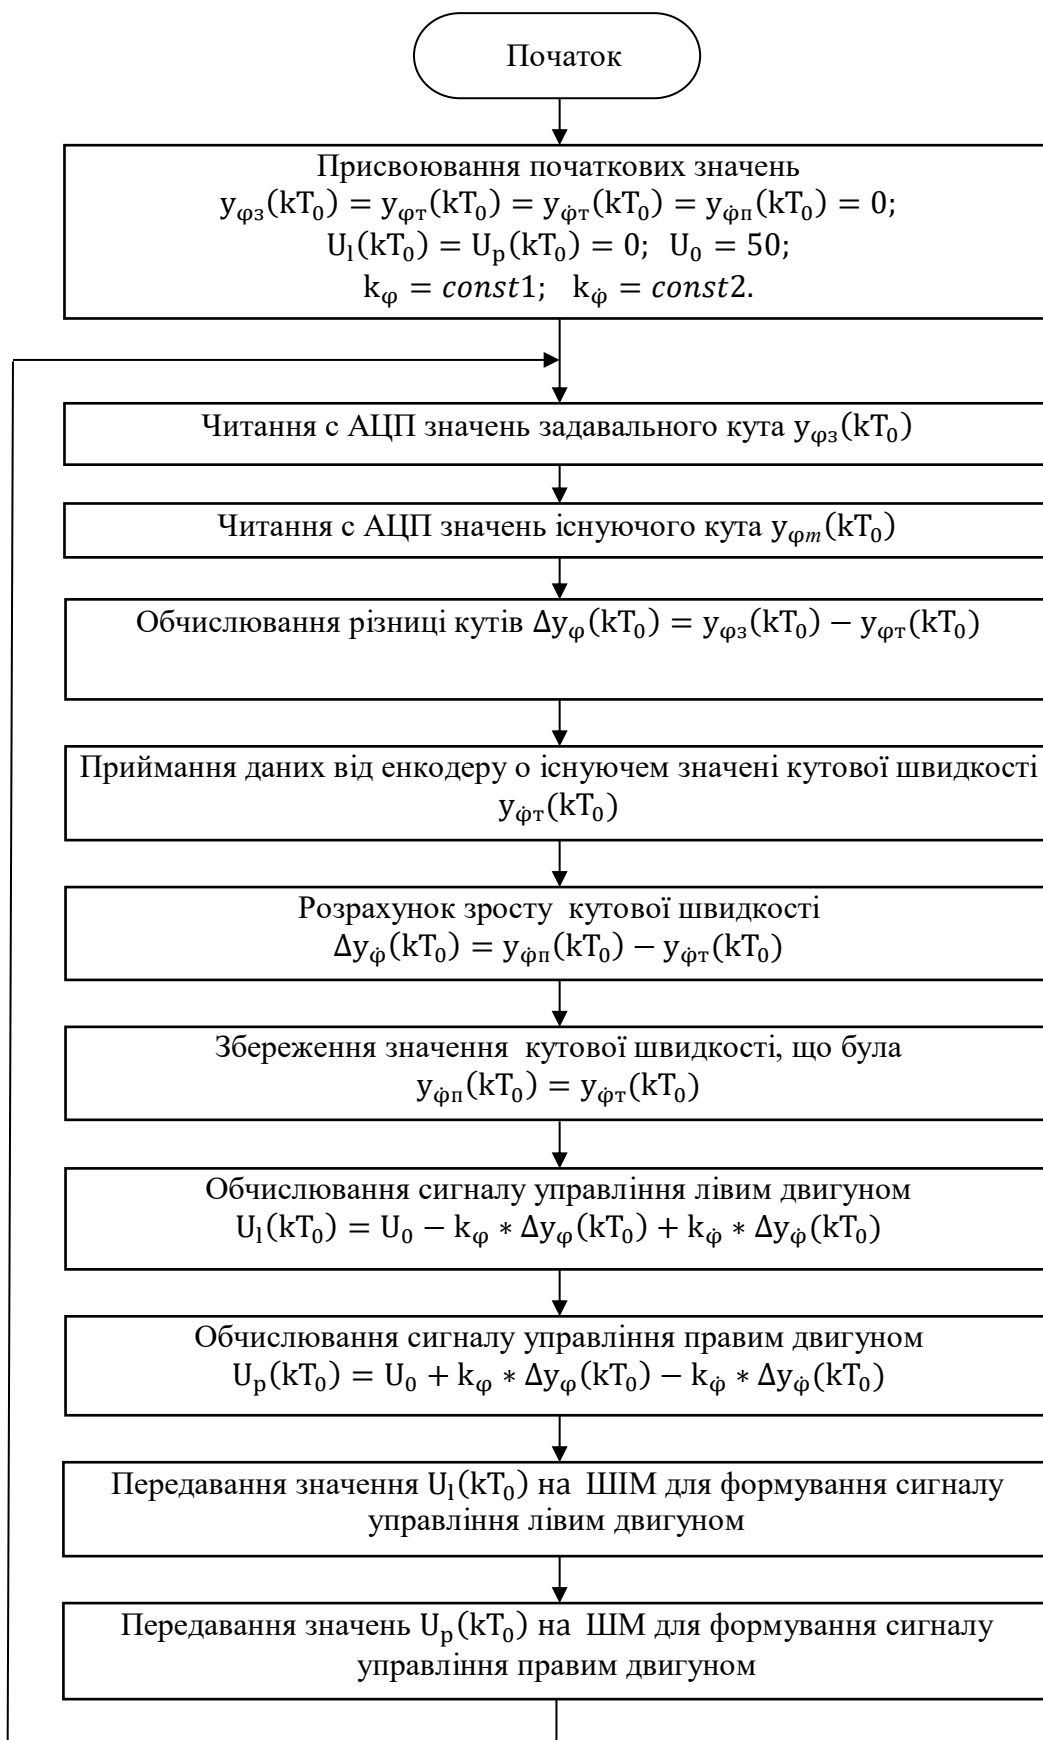 Початок
Присвоювання початкових значень
y_φз(kT₀) = y_φт(kT₀) = y_φ̇т(kT₀) = y_φ̇п(kT₀) = 0;
U_l(kT₀) = U_p(kT₀) = 0; U₀ = 50;
k_φ = const1; k_φ̇ = const2.
Читання с АЦП значень задавального кута y_φз(kT₀)
Читання с АЦП значень існуючого кута y_φm(kT₀)
Обчислювання різниці кутів Δy_φ(kT₀) = y_φз(kT₀) − y_φт(kT₀)
Приймання даних від енкодеру о існуючем значені кутової швидкості
y_φ̇т(kT₀)
Розрахунок зросту кутової швидкості
Δy_φ̇(kT₀) = y_φ̇п(kT₀) − y_φ̇т(kT₀)
Збереження значення кутової швидкості, що була
y_φ̇п(kT₀) = y_φ̇т(kT₀)
Обчислювання сигналу управління лівим двигуном
U_l(kT₀) = U₀ − k_φ * Δy_φ(kT₀) + k_φ̇ * Δy_φ̇(kT₀)
Обчислювання сигналу управління правим двигуном
U_p(kT₀) = U₀ + k_φ * Δy_φ(kT₀) − k_φ̇ * Δy_φ̇(kT₀)
Передавання значення U_l(kT₀) на ШІМ для формування сигналу
управління лівим двигуном
Передавання значень U_p(kT₀) на ШІМ для формування сигналу
управління правим двигуном